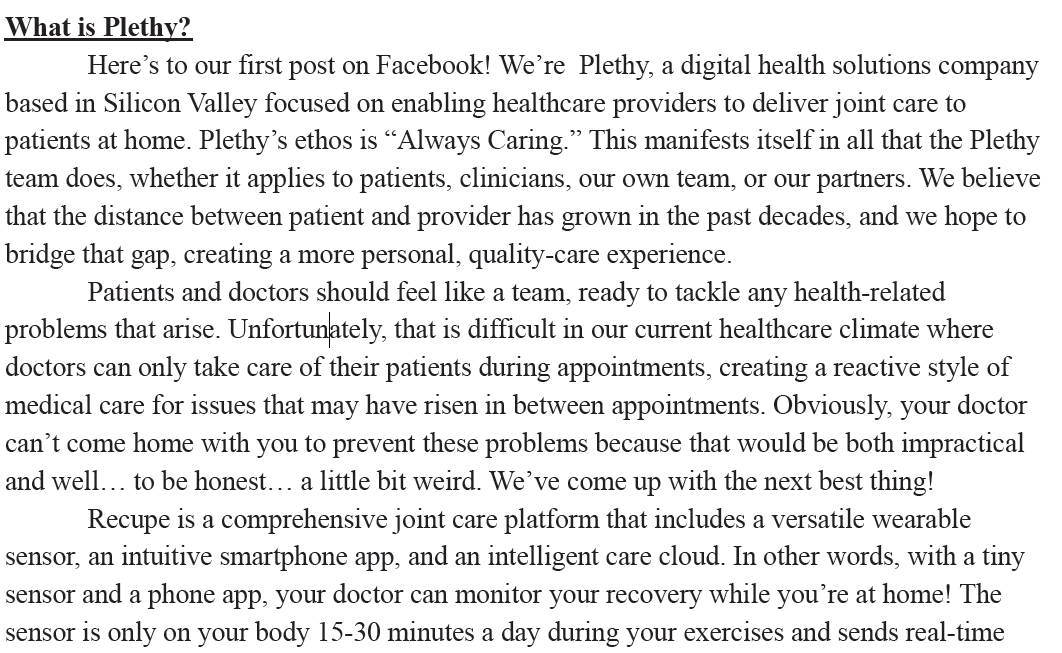 What is Plethy?
Here’s to our first post on Facebook! We’re  Plethy, a digital health solutions company
based in Silicon Valley focused on enabling healthcare providers to deliver joint care to
patients at home. Plethy’s ethos is “Always Caring.” This manifests itself in all that the Plethy
team does, whether it applies to patients, clinicians, our own team, or our partners. We believe
that the distance between patient and provider has grown in the past decades, and we hope to
bridge that gap, creating a more personal, quality-care experience.
Patients and doctors should feel like a team, ready to tackle any health-related
problems that arise. Unfortunately, that is difficult in our current healthcare climate where
doctors can only take care of their patients during appointments, creating a reactive style of
medical care for issues that may have risen in between appointments. Obviously, your doctor
can’t come home with you to prevent these problems because that would be both impractical
and well… to be honest… a little bit weird. We’ve come up with the next best thing!
Recupe is a comprehensive joint care platform that includes a versatile wearable
sensor, an intuitive smartphone app, and an intelligent care cloud. In other words, with a tiny
sensor and a phone app, your doctor can monitor your recovery while you’re at home! The
sensor is only on your body 15-30 minutes a day during your exercises and sends real-time